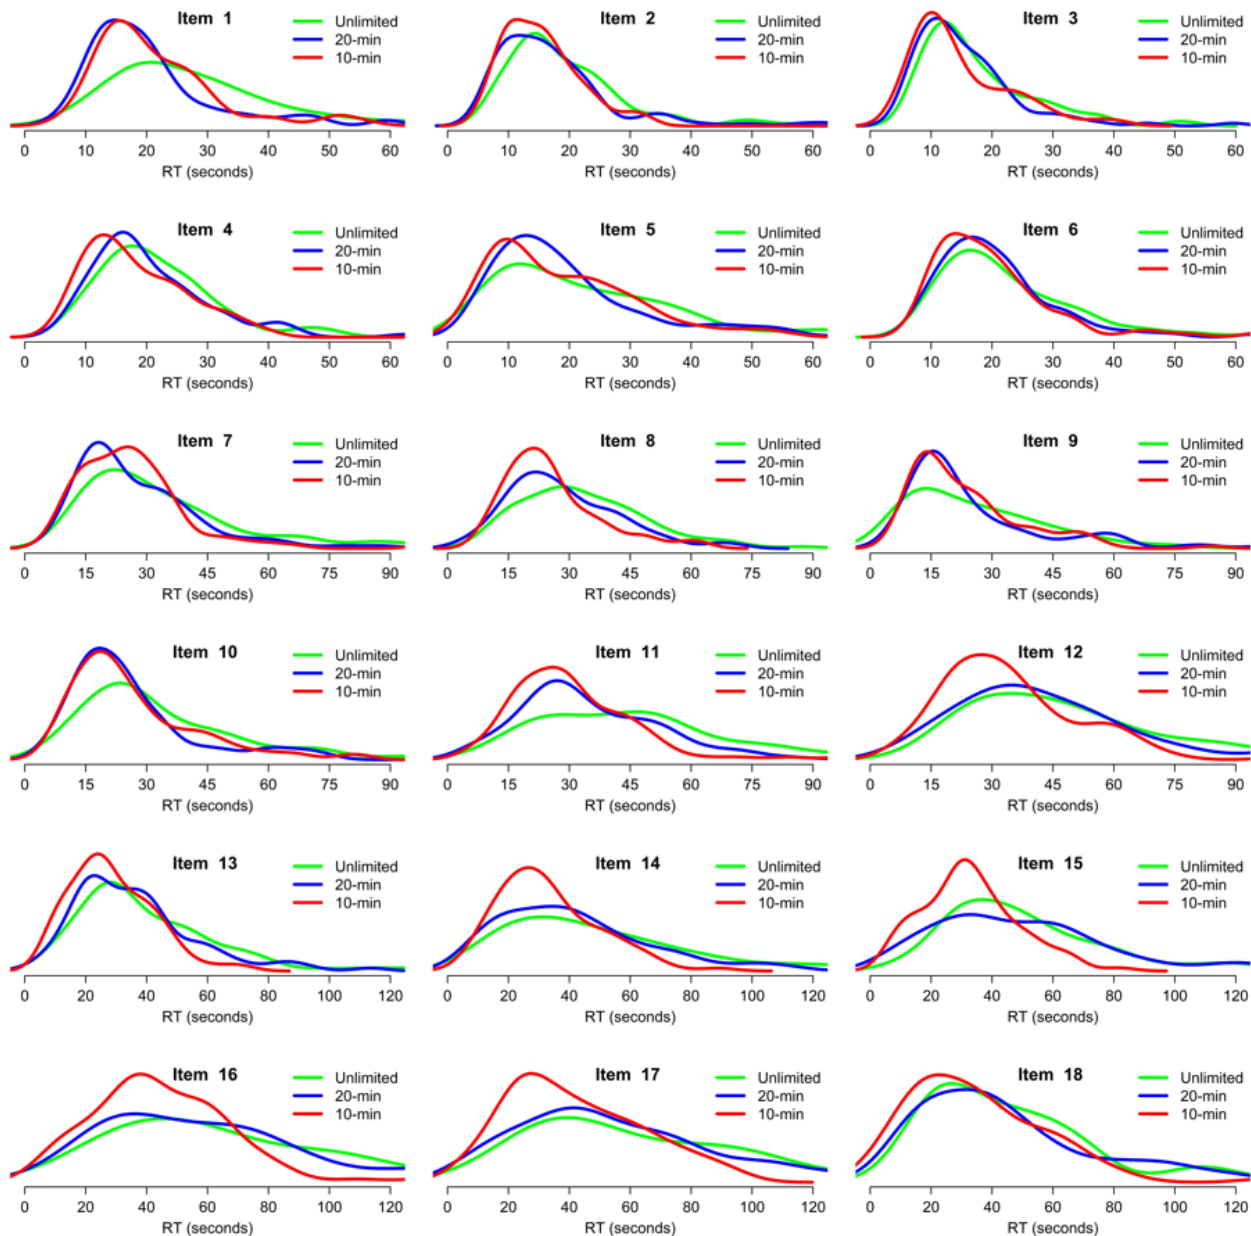 Item 1
Unlimited
20-min
10-min
0 10 20 30 40 50 60
RT (seconds)
Item 2
Unlimited
20-min
10-min
0 10 20 30 40 50 60
RT (seconds)
Item 3
Unlimited
20-min
10-min
0 10 20 30 40 50 60
RT (seconds)
Item 4
Unlimited
20-min
10-min
0 10 20 30 40 50 60
RT (seconds)
Item 5
Unlimited
20-min
10-min
0 10 20 30 40 50 60
RT (seconds)
Item 6
Unlimited
20-min
10-min
0 10 20 30 40 50 60
RT (seconds)
Item 7
Unlimited
20-min
10-min
0 15 30 45 60 75 90
RT (seconds)
Item 8
Unlimited
20-min
10-min
0 15 30 45 60 75 90
RT (seconds)
Item 9
Unlimited
20-min
10-min
0 15 30 45 60 75 90
RT (seconds)
Item 10
Unlimited
20-min
10-min
0 15 30 45 60 75 90
RT (seconds)
Item 11
Unlimited
20-min
10-min
0 15 30 45 60 75 90
RT (seconds)
Item 12
Unlimited
20-min
10-min
0 15 30 45 60 75 90
RT (seconds)
Item 13
Unlimited
20-min
10-min
0 20 40 60 80 100 120
RT (seconds)
Item 14
Unlimited
20-min
10-min
0 20 40 60 80 100 120
RT (seconds)
Item 15
Unlimited
20-min
10-min
0 20 40 60 80 100 120
RT (seconds)
Item 16
Unlimited
20-min
10-min
0 20 40 60 80 100 120
RT (seconds)
Item 17
Unlimited
20-min
10-min
0 20 40 60 80 100 120
RT (seconds)
Item 18
Unlimited
20-min
10-min
0 20 40 60 80 100 120
RT (seconds)